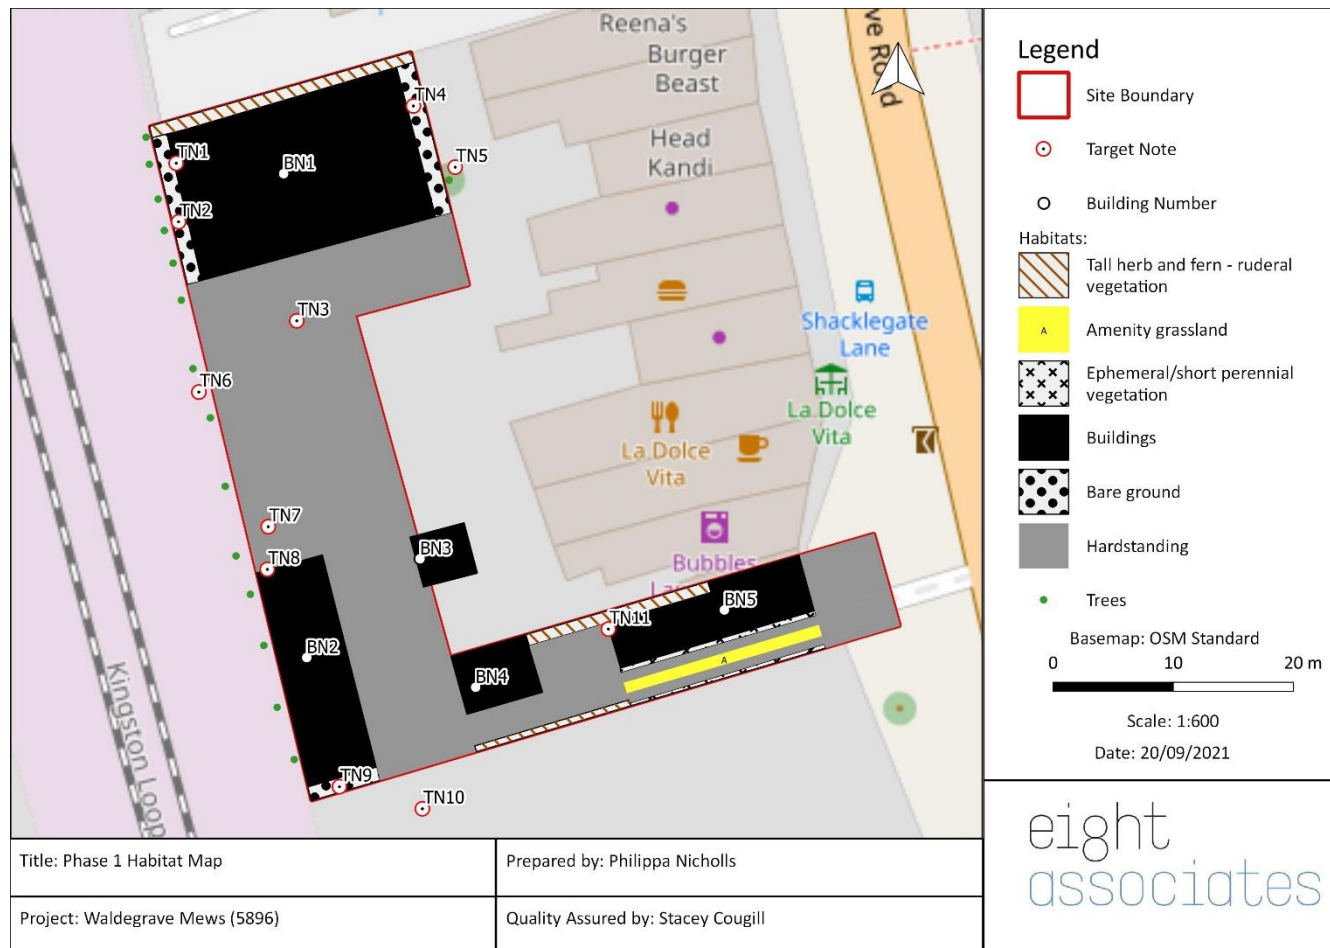 Reena's
Burger
Beast
ve Road
Head
Kandi
TN4
TN1
BN1
TN5
TN2
TN3
Shacklegate
Lane
TN6
La Dolce
Vita
La Dolce
Vita
TN7
TN8
BN3
Bubbles
BN5
TN11
BN2
BN4
A
Kingston Loop
TN9
TN10
Legend
Site Boundary
Target Note
Building Number
Habitats:
Tall herb and fern - ruderal
vegetation
A
Amenity grassland
Ephemeral/short perennial
vegetation
Buildings
Bare ground
Hardstanding
Trees
Basemap: OSM Standard
0 10 20 m
Scale: 1:600
Date: 20/09/2021
eight
associates
Title: Phase 1 Habitat Map
Prepared by: Philippa Nicholls
Project: Waldegrave Mews (5896)
Quality Assured by: Stacey Cougill